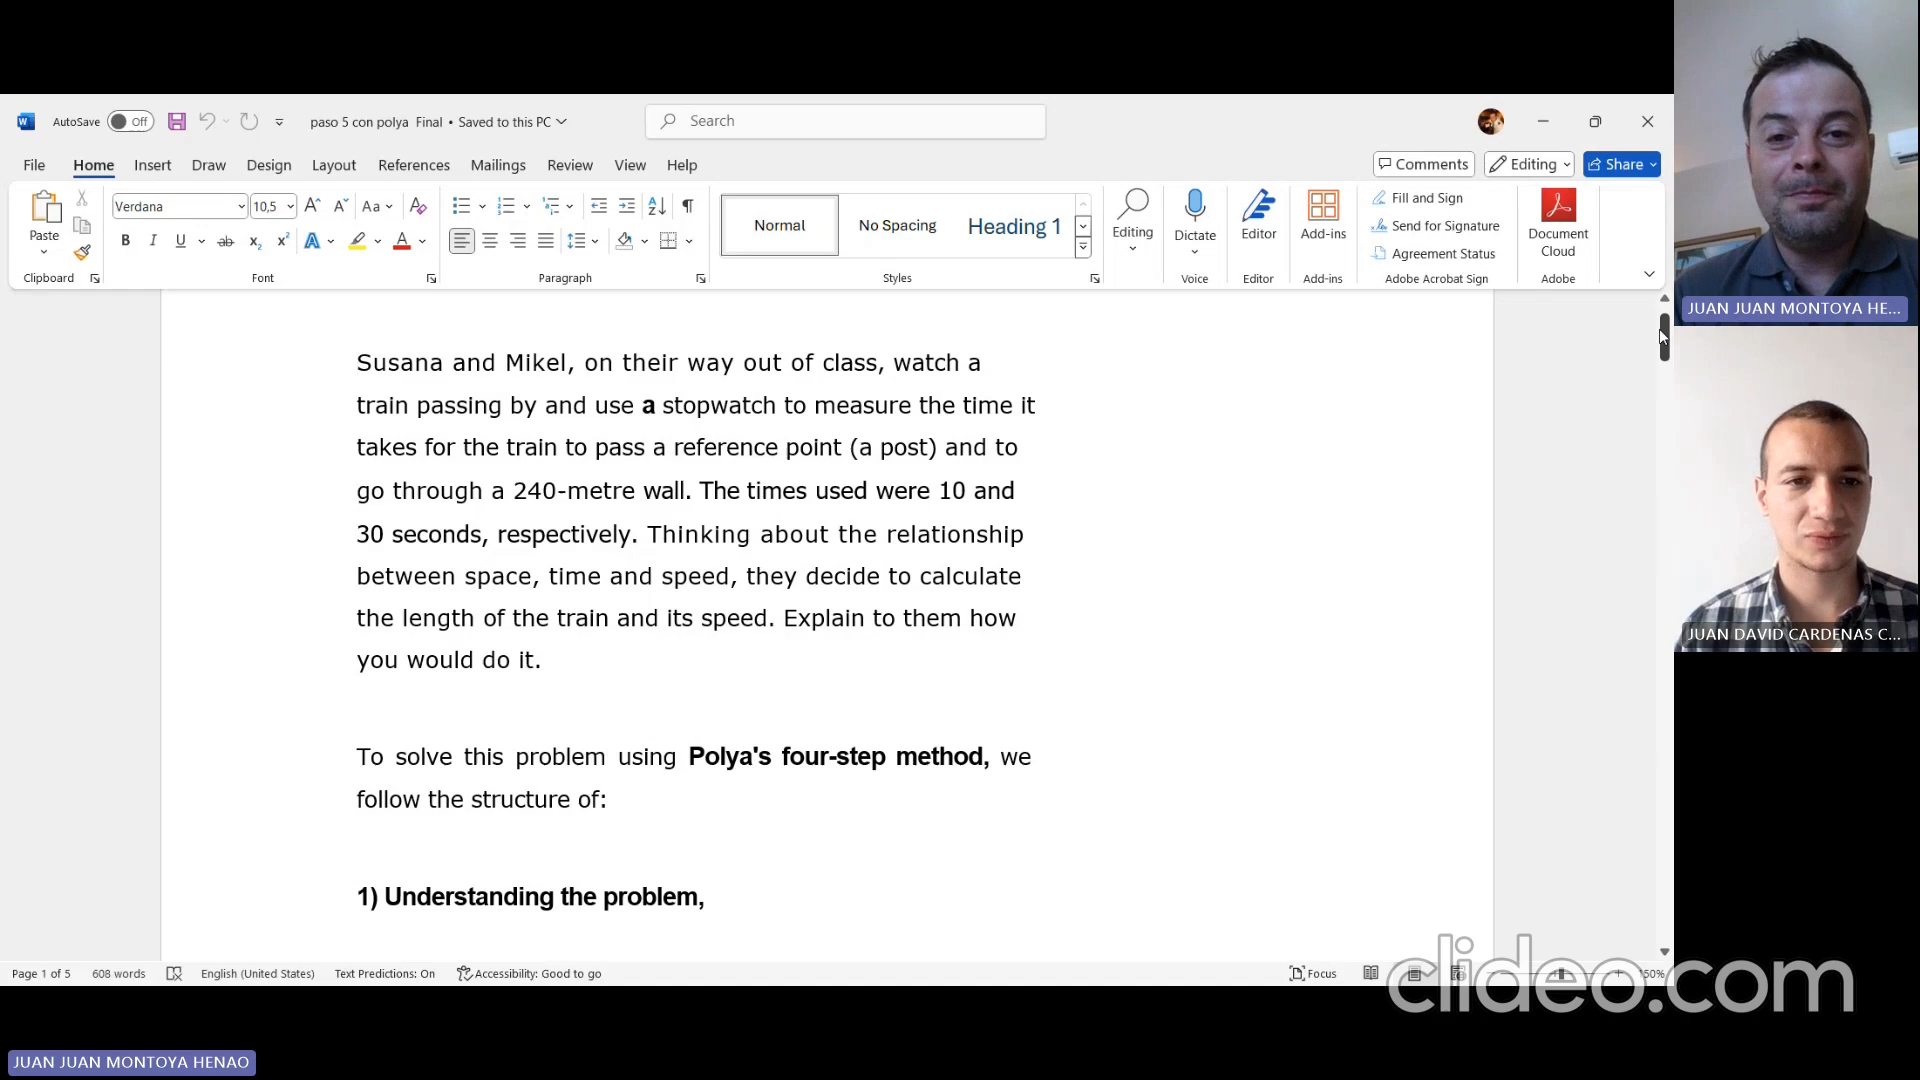 AutoSave Off paso 5 con polya Final • Saved to this PC Search
File Home Insert Draw Design Layout References Mailings Review View Help Comments Editing Share
Paste
Verdana 10,5
Normal No Spacing Heading 1
Editing Dictate Editor Add-ins
Fill and Sign
Send for Signature
Agreement Status
Document
Cloud
Clipboard Font Paragraph Styles Voice Editor Add-ins Adobe Acrobat Sign Adobe
Susana and Mikel, on their way out of class, watch a
train passing by and use a stopwatch to measure the time it
takes for the train to pass a reference point (a post) and to
go through a 240-metre wall. The times used were 10 and
30 seconds, respectively. Thinking about the relationship
between space, time and speed, they decide to calculate
the length of the train and its speed. Explain to them how
you would do it.
To solve this problem using Polya's four-step method, we
follow the structure of:
1) Understanding the problem,
Page 1 of 5 608 words English (United States) Text Predictions: On Accessibility: Good to go Focus 150%
JUAN JUAN MONTOYA HE...
JUAN DAVID CARDENAS C...
clideo.com
JUAN JUAN MONTOYA HENAO